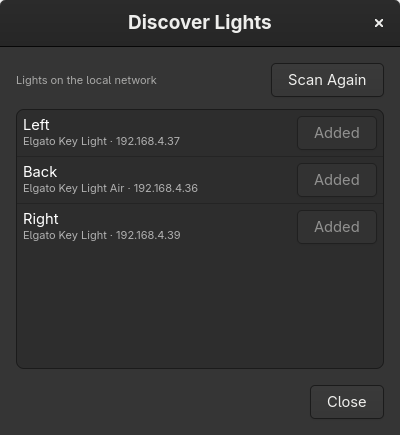 Discover Lights
×
Lights on the local network
Scan Again
Left
Elgato Key Light · 192.168.4.37
Added
Back
Elgato Key Light Air · 192.168.4.36
Added
Right
Elgato Key Light · 192.168.4.39
Added
Close